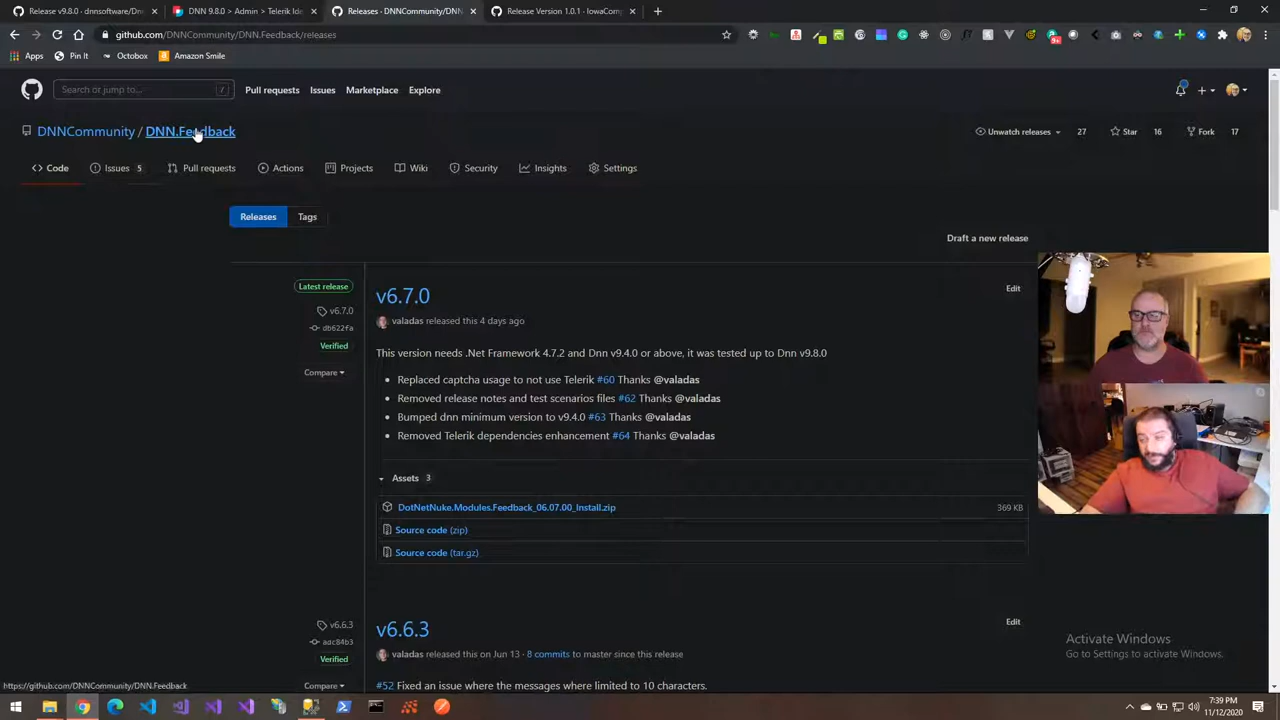 Release v9.8.0 · dnnsoftware/Dnn
DNN 9.8.0 > Admin > Telerik Ide
Releases · DNNCommunity/DNN
Release Version 1.0.1 · IowaCom
github.com/DNNCommunity/DNN.Feedback/releases
Apps
Pin It
Octobox
Amazon Smile
Search or jump to...
/
Pull requests
Issues
Marketplace
Explore
DNNCommunity / DNN.Feedback
Unwatch releases
27
Star
16
Fork
17
Code
Issues 5
Pull requests
Actions
Projects
Wiki
Security
Insights
Settings
Releases
Tags
Draft a new release
Latest release
v6.7.0
Edit
v6.7.0
valadas released this 4 days ago
db622fa
Verified
This version needs .Net Framework 4.7.2 and Dnn v9.4.0 or above, it was tested up to Dnn v9.8.0
Compare
Replaced captcha usage to not use Telerik #60 Thanks @valadas
Removed release notes and test scenarios files #62 Thanks @valadas
Bumped dnn minimum version to v9.4.0 #63 Thanks @valadas
Removed Telerik dependencies enhancement #64 Thanks @valadas
Assets 3
DotNetNuke.Modules.Feedback_06.07.00_Install.zip
369 KB
Source code (zip)
Source code (tar.gz)
v6.6.3
v6.6.3
Edit
adc84b3
valadas released this on Jun 13 · 8 commits to master since this release
Verified
Compare
#52 Fixed an issue where the messages where limited to 10 characters.
Activate Windows
Go to Settings to activate Windows.
https://github.com/DNNCommunity/DNN.Feedback
7:39 PM
11/12/2020